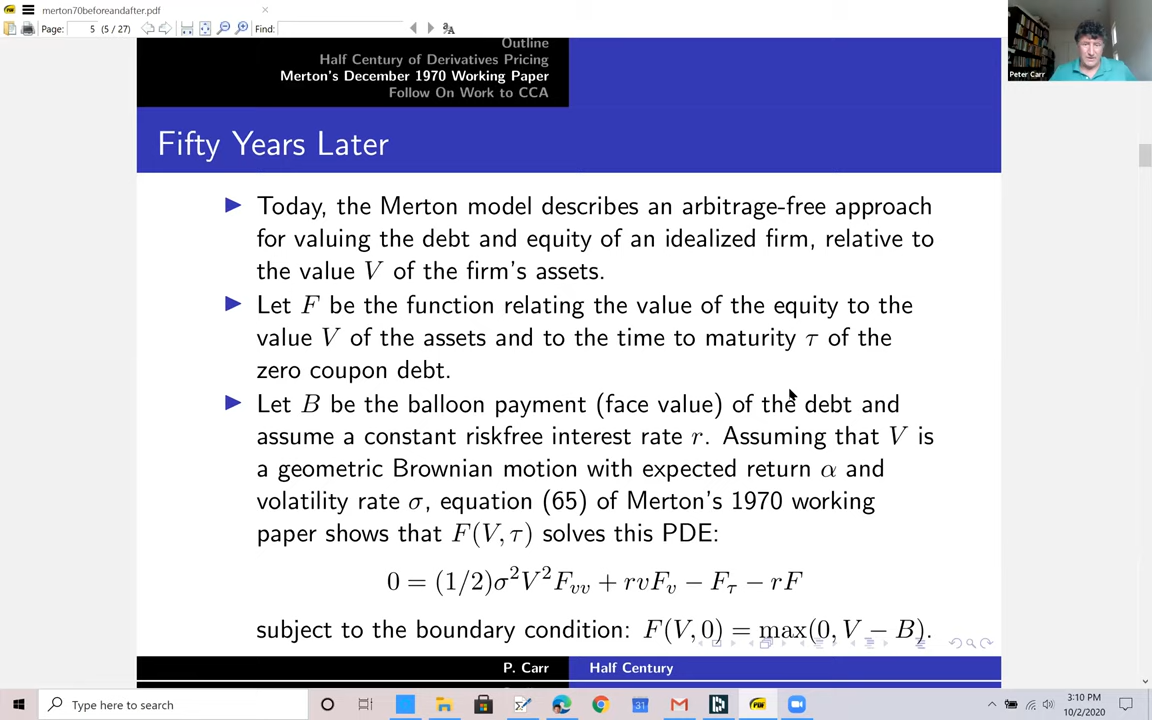 merton70beforeandafter.pdf
Page: 5 (5 / 27) Find:
Peter Carr
Outline
Half Century of Derivatives Pricing
Merton's December 1970 Working Paper
Follow On Work to CCA
Fifty Years Later
Today, the Merton model describes an arbitrage-free approach
for valuing the debt and equity of an idealized firm, relative to
the value V of the firm's assets.
Let F be the function relating the value of the equity to the
value V of the assets and to the time to maturity τ of the
zero coupon debt.
Let B be the balloon payment (face value) of the debt and
assume a constant riskfree interest rate r. Assuming that V is
a geometric Brownian motion with expected return α and
volatility rate σ, equation (65) of Merton's 1970 working
paper shows that F(V, τ) solves this PDE:
0 = (1/2)σ²V²Fᵥᵥ + rvFᵥ − F_τ − rF
subject to the boundary condition: F(V, 0) = max(0, V − B).
P. Carr Half Century
Type here to search
31
3:10 PM
10/2/2020